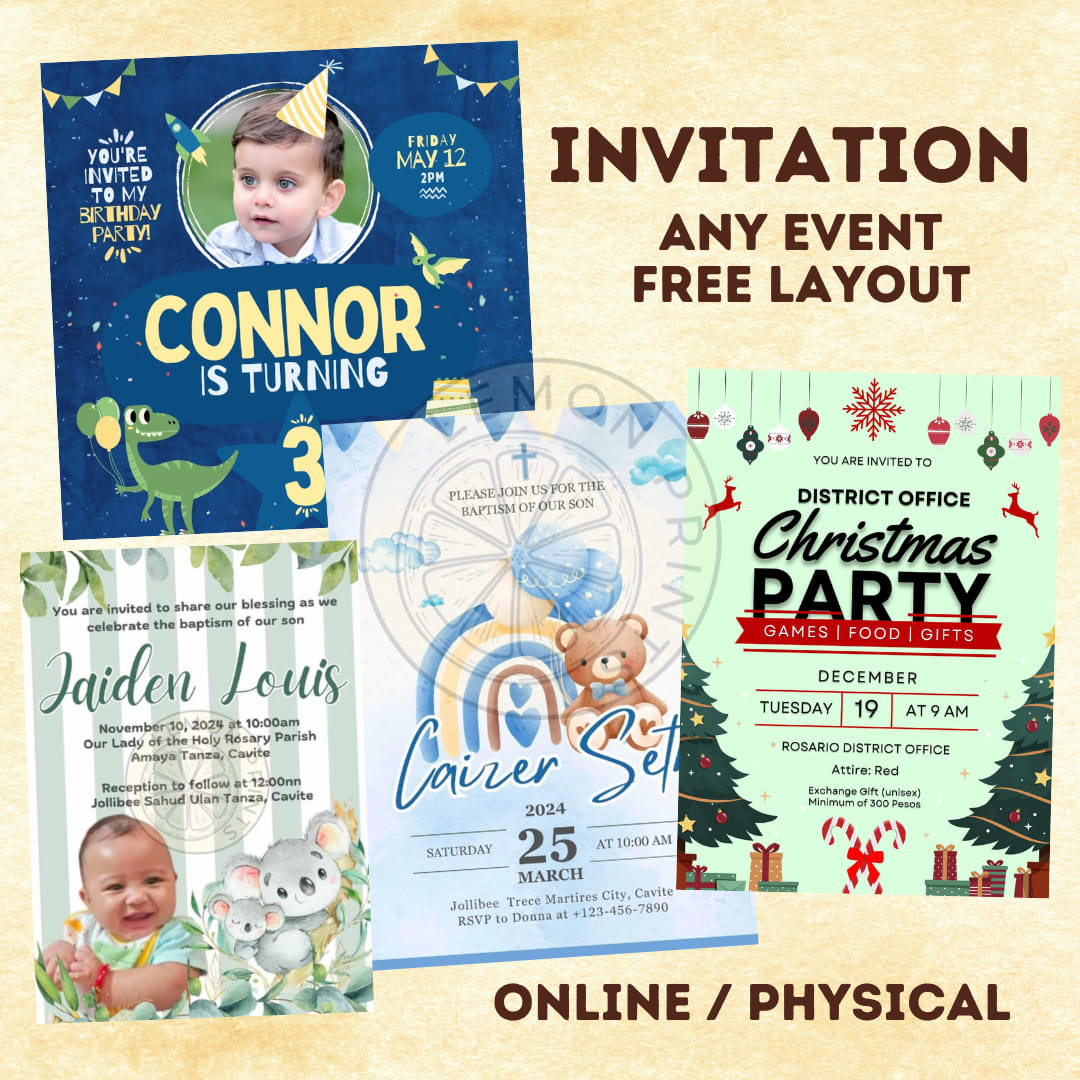 INVITATION
ANY EVENT
FREE LAYOUT
YOU'RE
INVITED
TO MY
BIRTHDAY
PARTY!
FRIDAY
MAY 12
2PM
CONNOR
IS TURNING
3
PLEASE JOIN US FOR THE
BAPTISM OF OUR SON
Caizer Seth
2024
SATURDAY
25
AT 10:00 AM
MARCH
Jollibee Trece Martires City, Cavite
RSVP to Donna at +123-456-7890
YOU ARE INVITED TO
DISTRICT OFFICE
Christmas
PARTY
GAMES | FOOD | GIFTS
DECEMBER
TUESDAY
19
AT 9 AM
ROSARIO DISTRICT OFFICE
Attire: Red
Exchange Gift (unisex)
Minimum of 300 Pesos
You are invited to share our blessing as we
celebrate the baptism of our son
Jaiden Louis
November 10, 2024 at 10:00am
Our Lady of the Holy Rosary Parish
Amaya Tanza, Cavite
Reception to follow at 12:00nn
Jollibee Sahud Ulan Tanza, Cavite
ONLINE / PHYSICAL